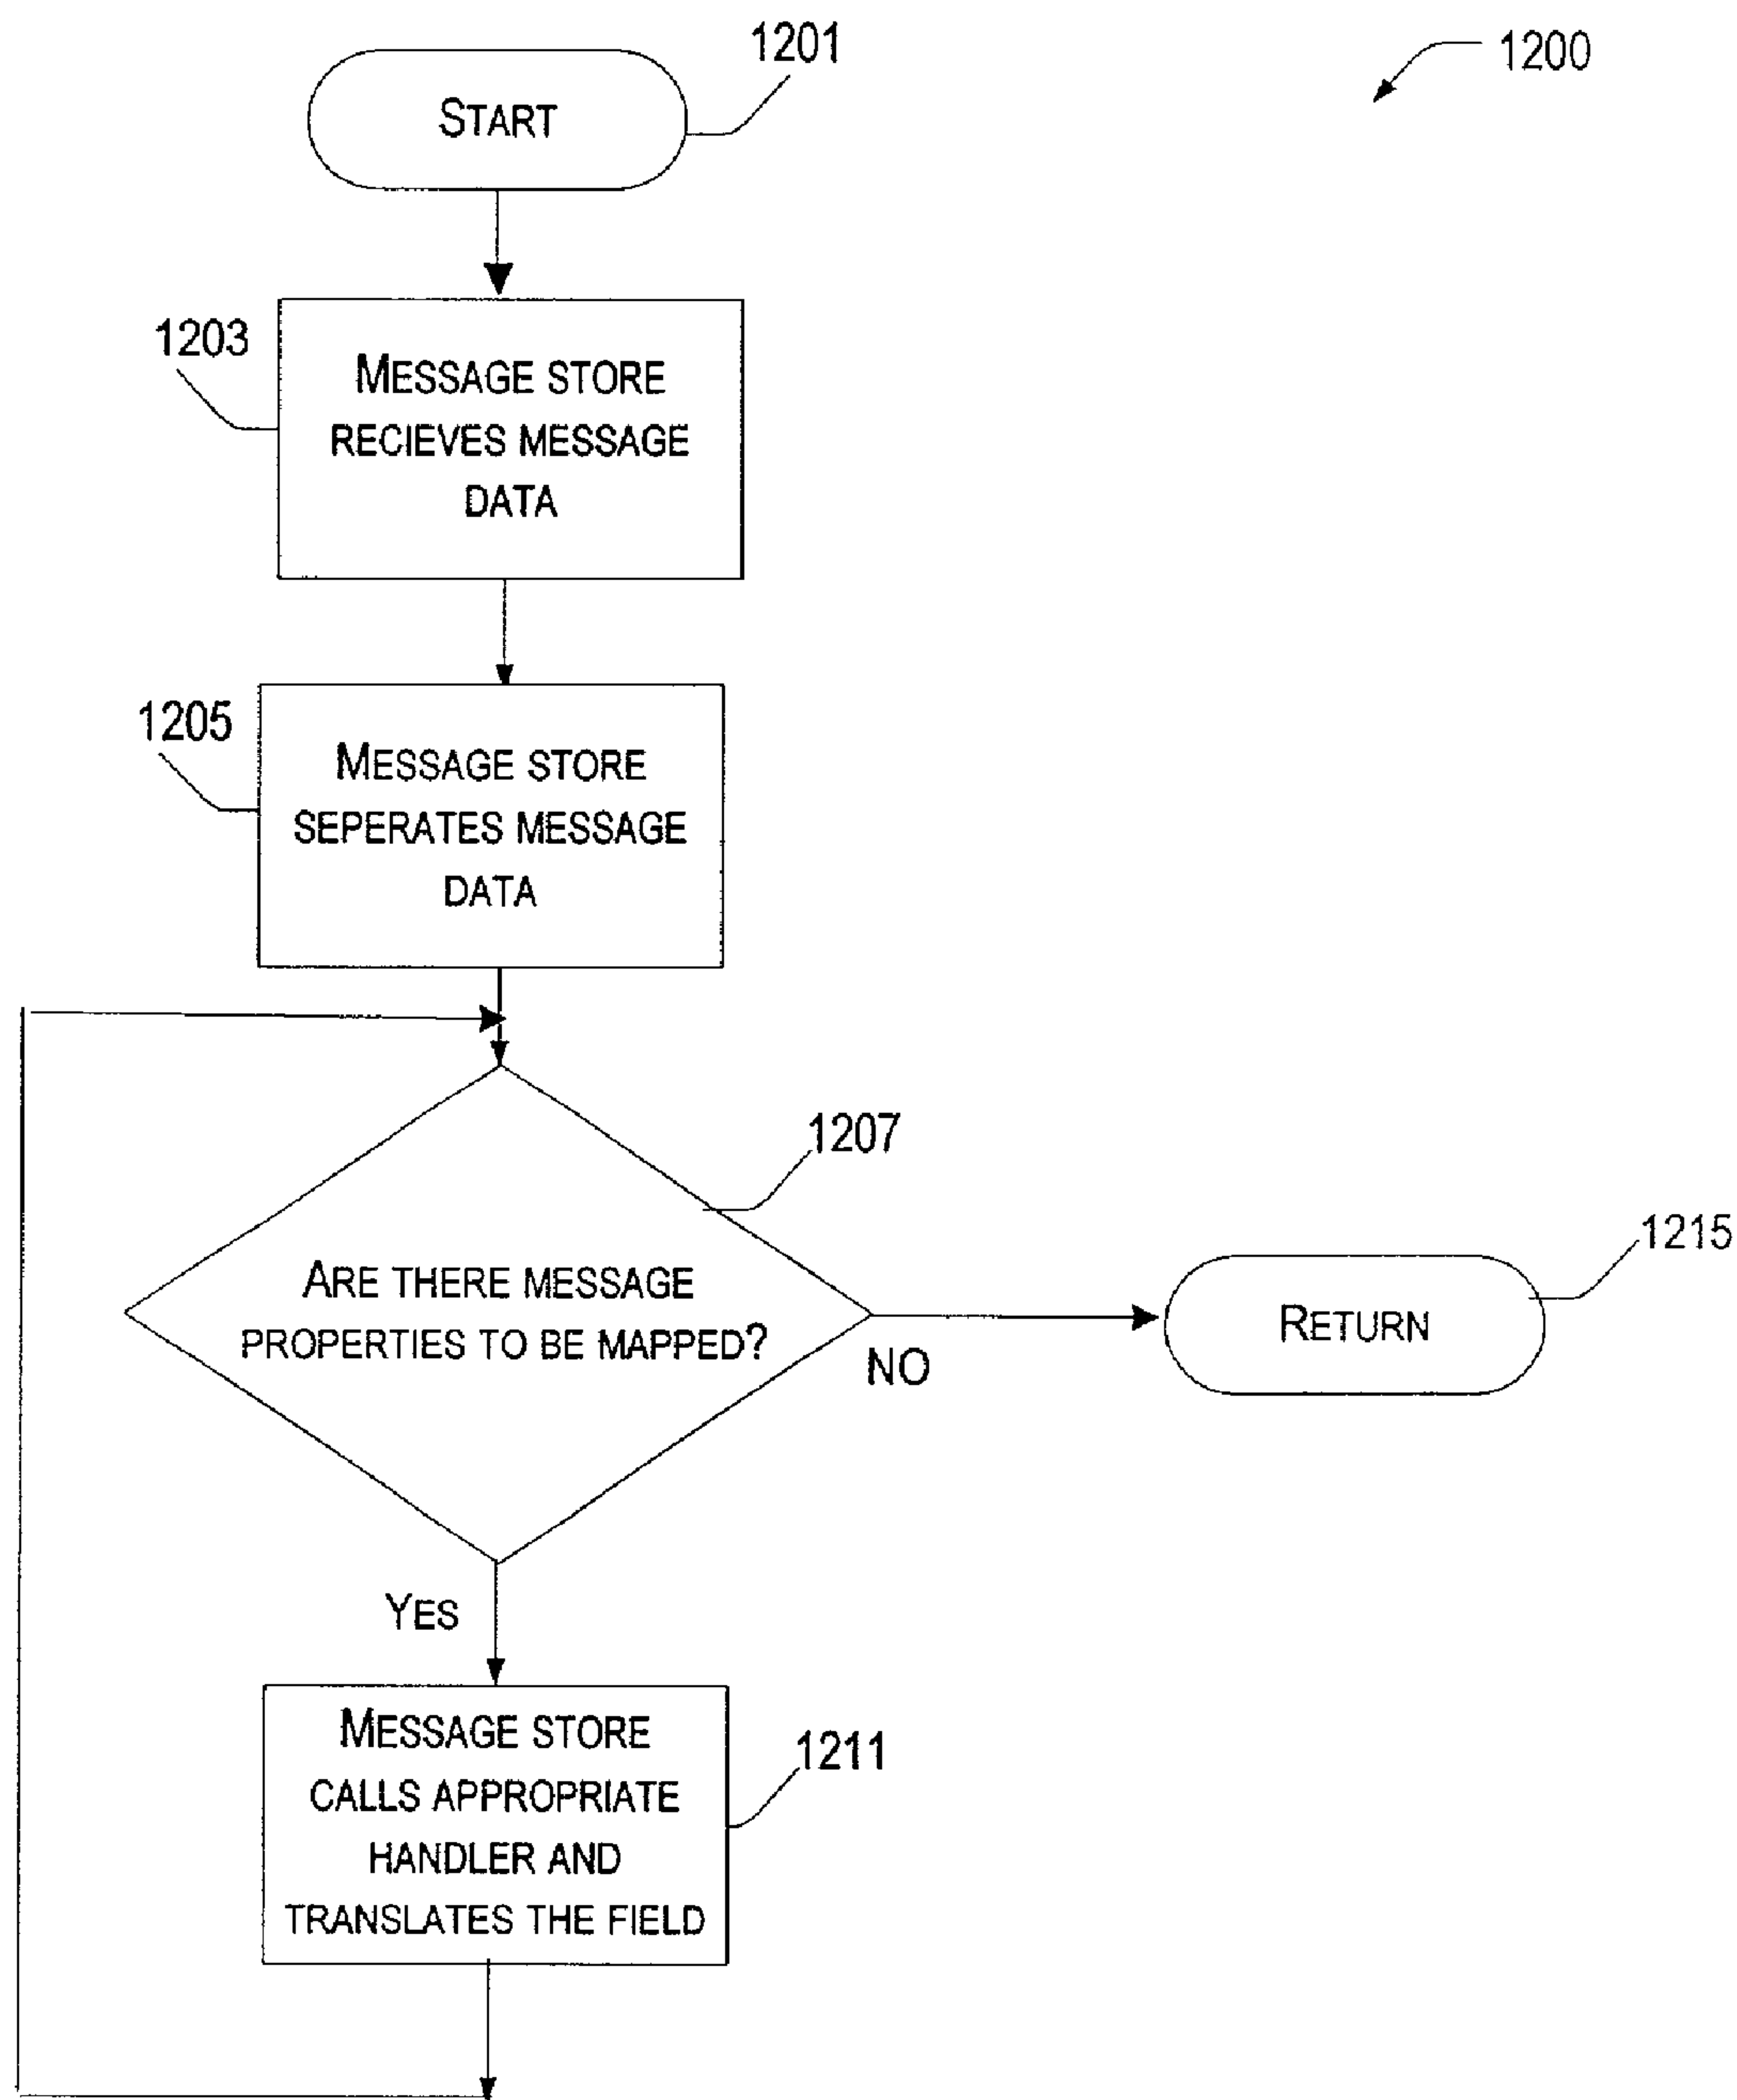 1201
1200
START
1203
MESSAGE STORE
RECIEVES MESSAGE
DATA
1205
MESSAGE STORE
SEPERATES MESSAGE
DATA
1207
ARE THERE MESSAGE
PROPERTIES TO BE MAPPED?
NO
1215
RETURN
YES
MESSAGE STORE
CALLS APPROPRIATE
HANDLER AND
TRANSLATES THE FIELD
1211